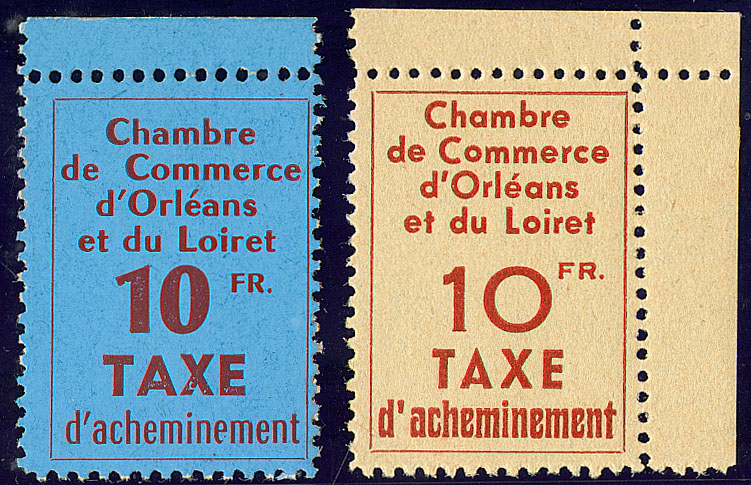 Chambre
de Commerce
d'Orléans
et du Loiret
10 FR.
TAXE
d'acheminement
Chambre
de Commerce
d'Orléans
et du Loiret
10 FR.
TAXE
d'acheminement